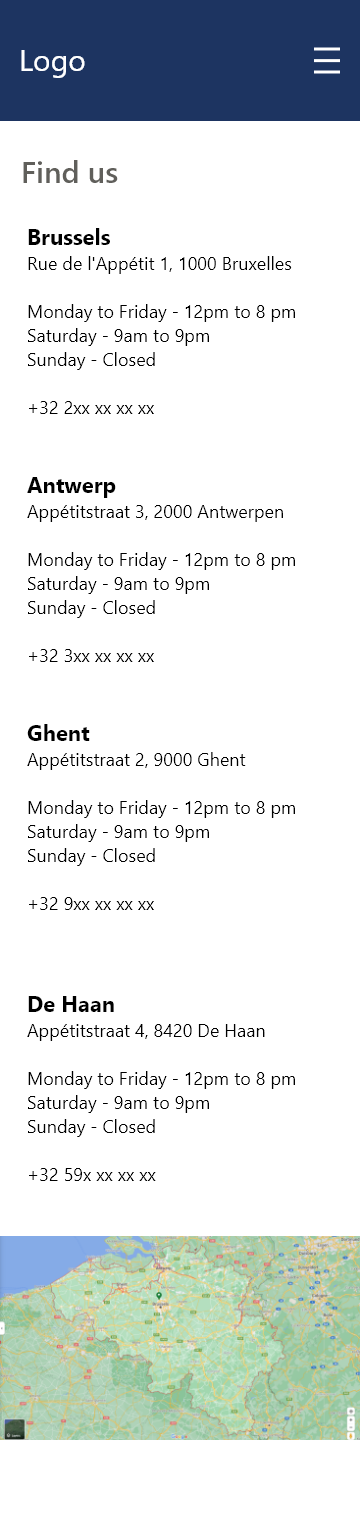 Logo
Find us
Brussels
Rue de l'Appétit 1, 1000 Bruxelles
Monday to Friday - 12pm to 8 pm
Saturday - 9am to 9pm
Sunday - Closed
+32 2xx xx xx xx
Antwerp
Appétitstraat 3, 2000 Antwerpen
Monday to Friday - 12pm to 8 pm
Saturday - 9am to 9pm
Sunday - Closed
+32 3xx xx xx xx
Ghent
Appétitstraat 2, 9000 Ghent
Monday to Friday - 12pm to 8 pm
Saturday - 9am to 9pm
Sunday - Closed
+32 9xx xx xx xx
De Haan
Appétitstraat 4, 8420 De Haan
Monday to Friday - 12pm to 8 pm
Saturday - 9am to 9pm
Sunday - Closed
+32 59x xx xx xx